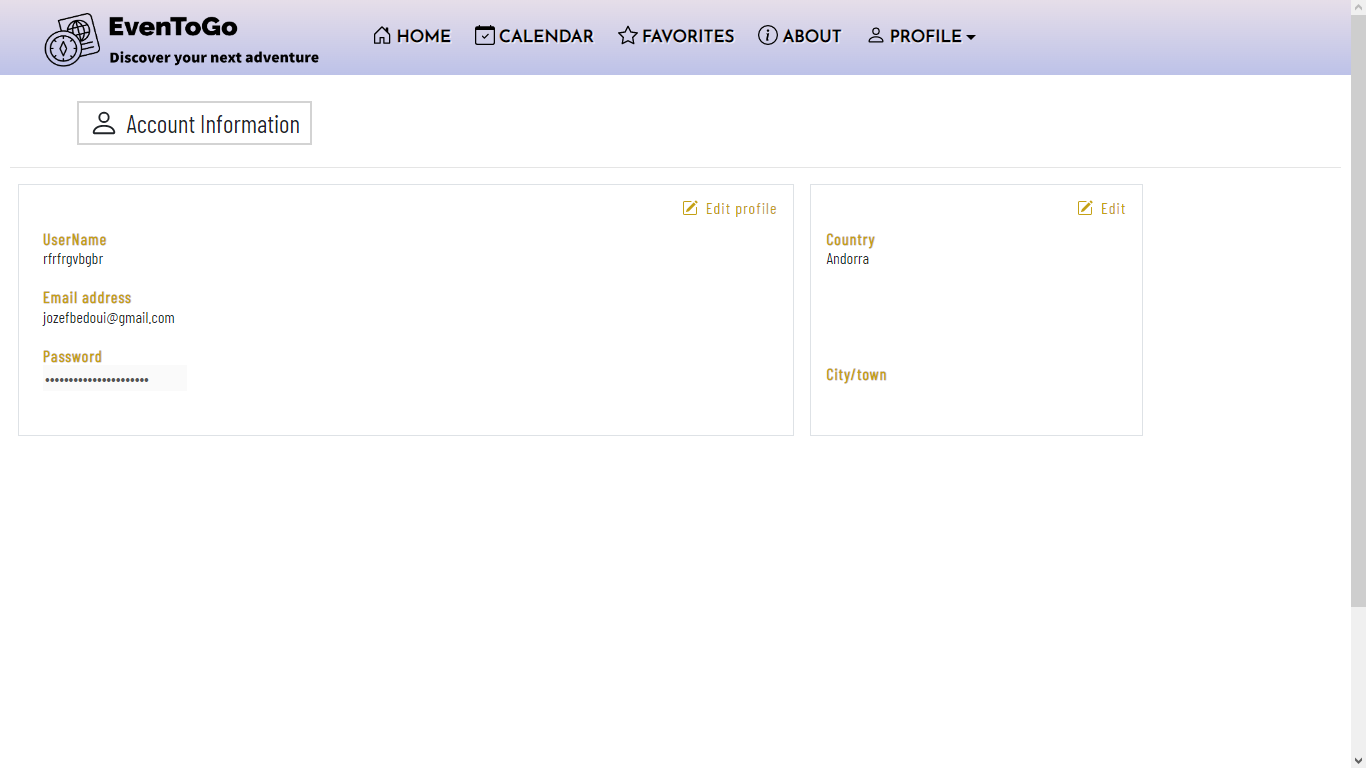 EvenToGo
Discover your next adventure
HOME CALENDAR FAVORITES ABOUT PROFILE
Account Information
Edit profile
UserName
rfrfrgvbgbr
Email address
jozefbedoui@gmail.com
Password
••••••••••••••••••••••
Edit
Country
Andorra
City/town